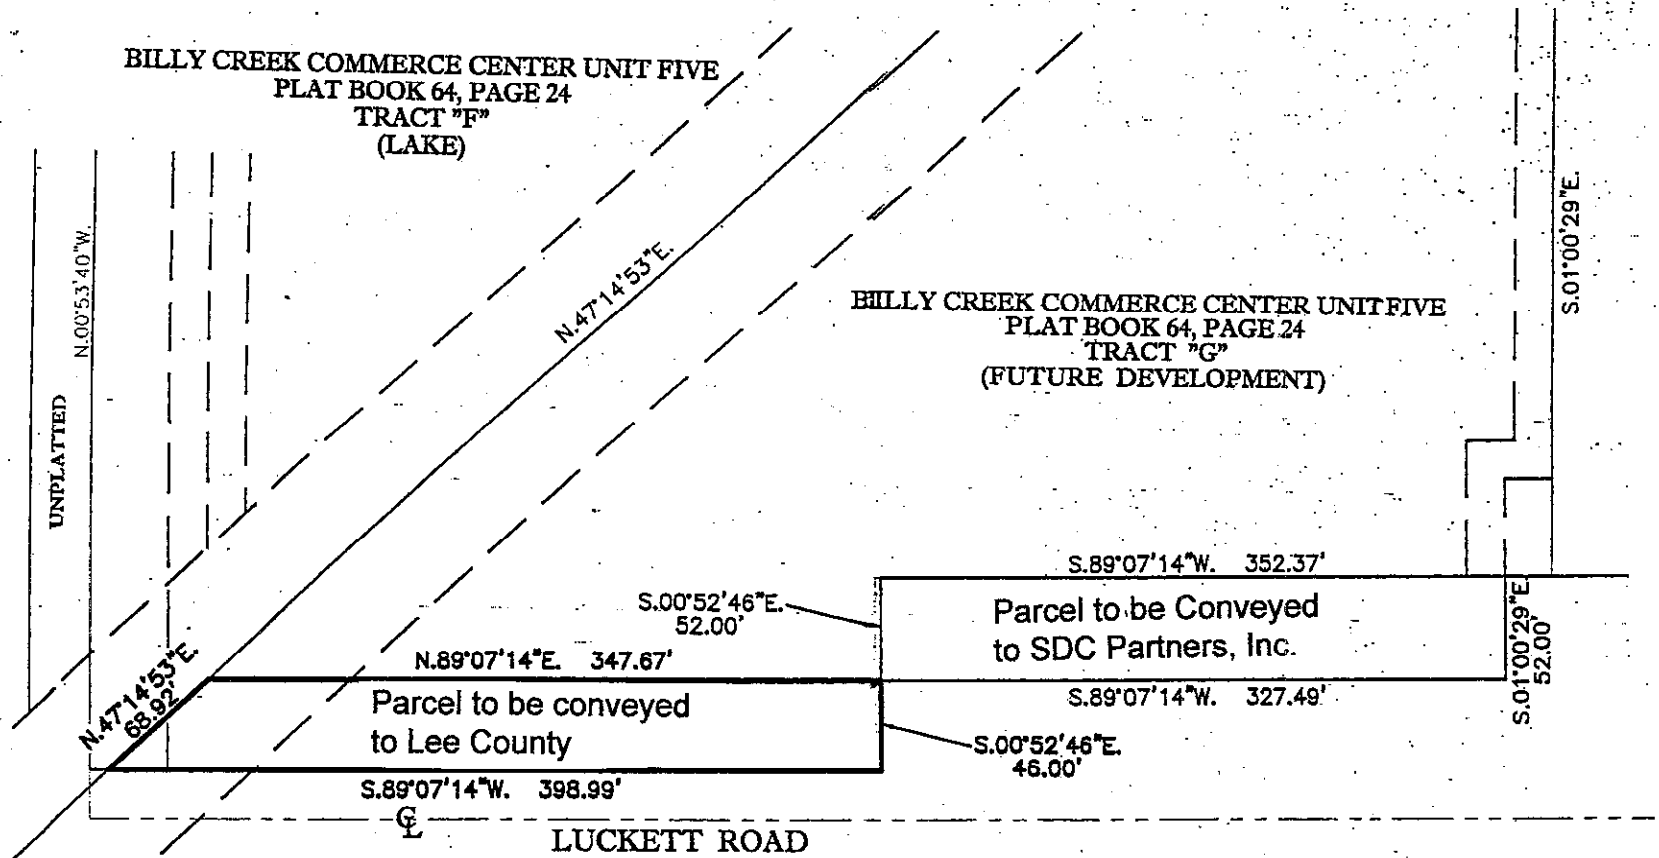 BILLY CREEK COMMERCE CENTER UNIT FIVE
PLAT BOOK 64, PAGE 24
TRACT "F"
(LAKE)
N.00°53'40"W.
UNPLATTED
N.47°14'53"E.
S.01°00'29"E.
BILLY CREEK COMMERCE CENTER UNIT FIVE
PLAT BOOK 64, PAGE 24
TRACT "G"
(FUTURE DEVELOPMENT)
S.89°07'14"W. 352.37'
S.00°52'46"E.
52.00'
Parcel to be Conveyed
to SDC Partners, Inc.
S.01°00'29"E
52.00'
N.89°07'14"E. 347.67'
S.89°07'14"W. 327.49'
N.47°14'53"E.
68.92'
Parcel to be conveyed
to Lee County
S.00°52'46"E.
46.00'
S.89°07'14"W. 398.99'
CL
LUCKETT ROAD